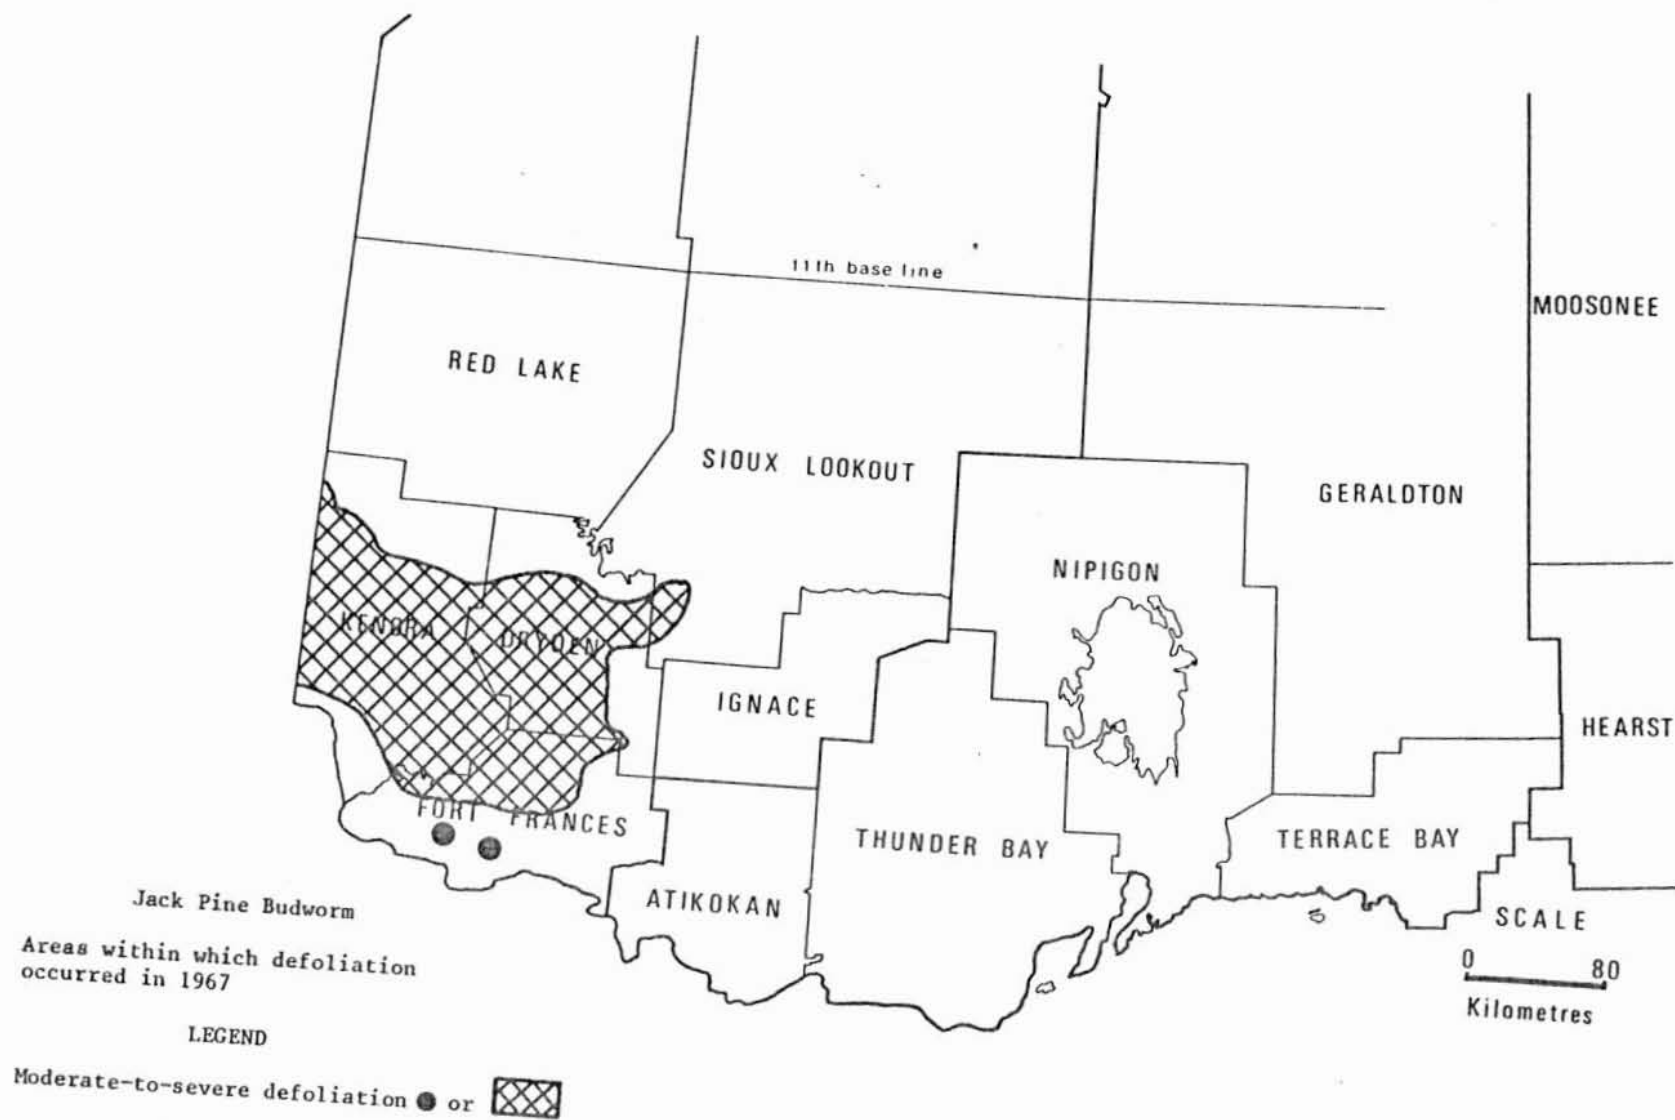 11th base line
MOOSONEE
RED LAKE
SIOUX LOOKOUT
GERALDTON
NIPIGON
KENORA
DRYDEN
IGNACE
HEARST
FORT FRANCES
THUNDER BAY
TERRACE BAY
ATIKOKAN
SCALE
0 80
Kilometres
Jack Pine Budworm
Areas within which defoliation
occurred in 1967
LEGEND
Moderate-to-severe defoliation or